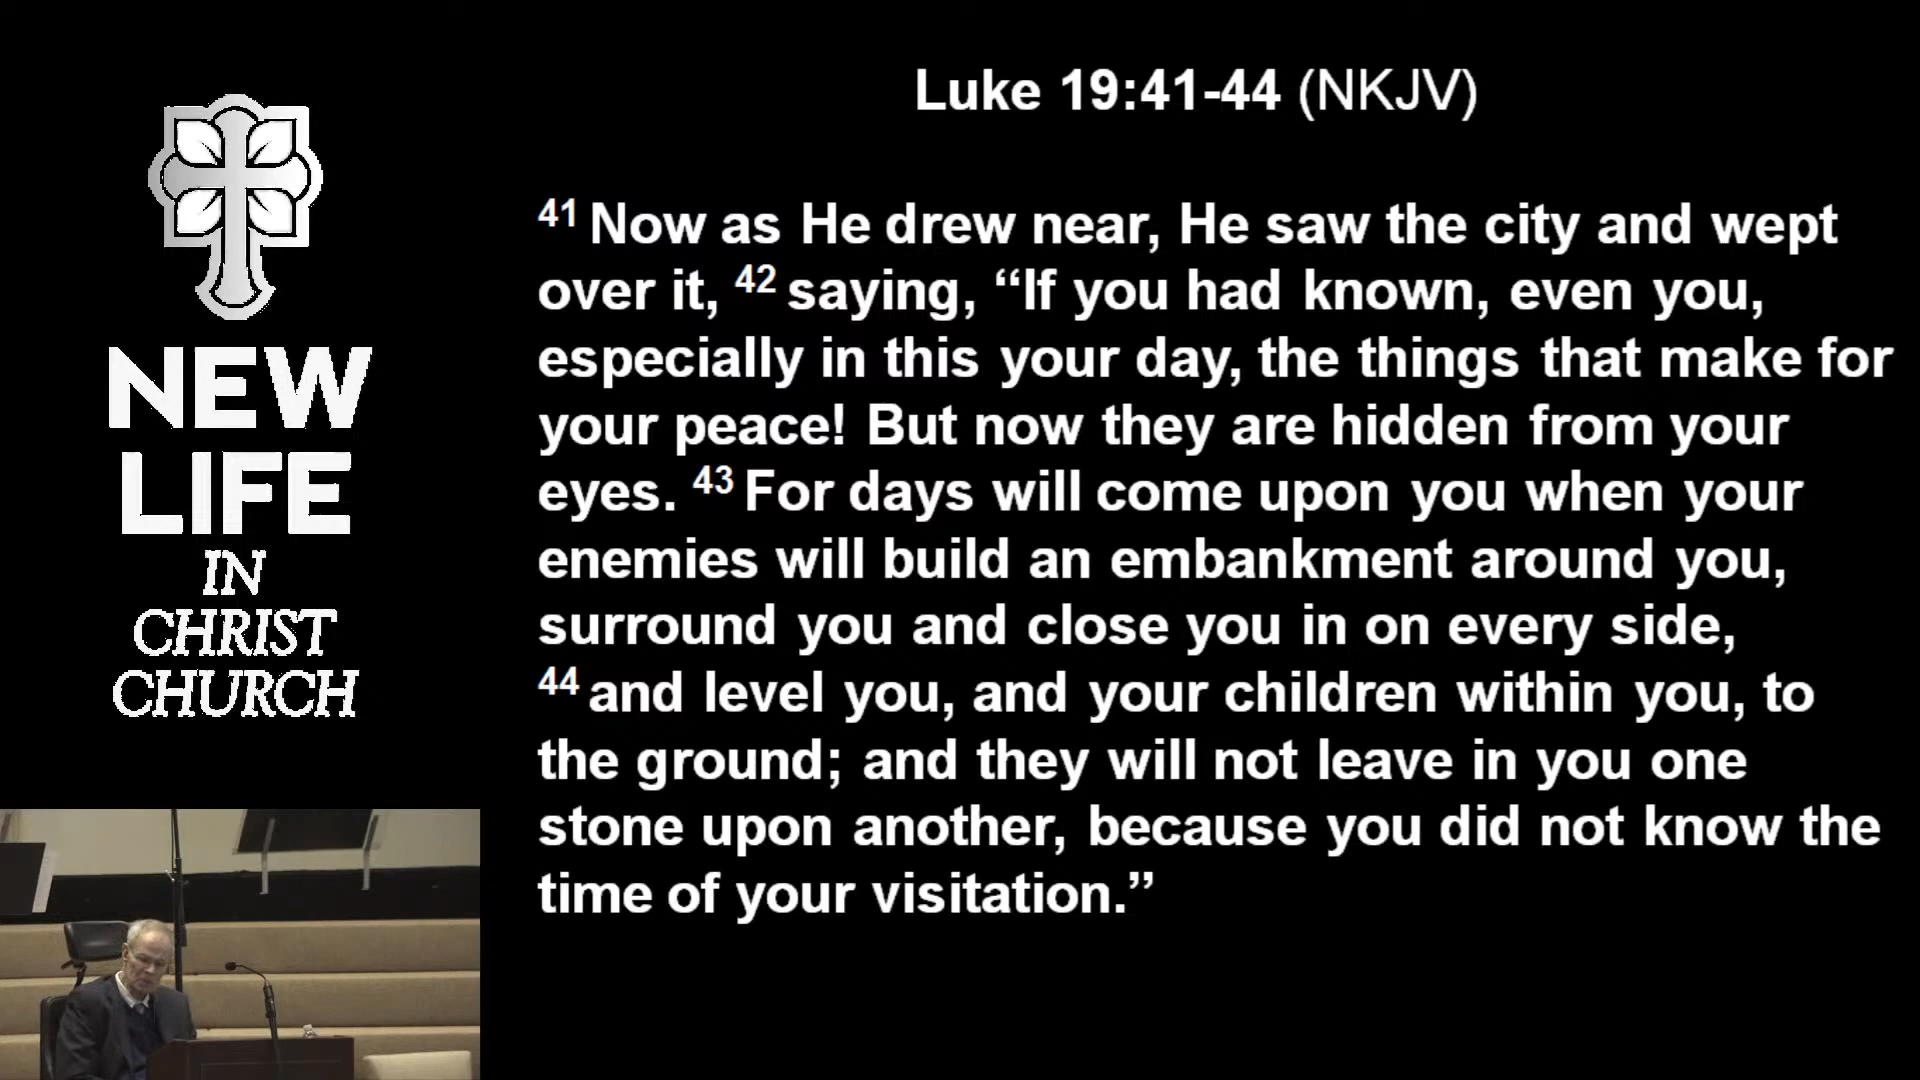 Luke 19:41-44 (NKJV)
41 Now as He drew near, He saw the city and wept
over it, 42 saying, “If you had known, even you,
especially in this your day, the things that make for
your peace! But now they are hidden from your
eyes. 43 For days will come upon you when your
enemies will build an embankment around you,
surround you and close you in on every side,
44 and level you, and your children within you, to
the ground; and they will not leave in you one
stone upon another, because you did not know the
time of your visitation.”
NEW
LIFE
IN
CHRIST
CHURCH